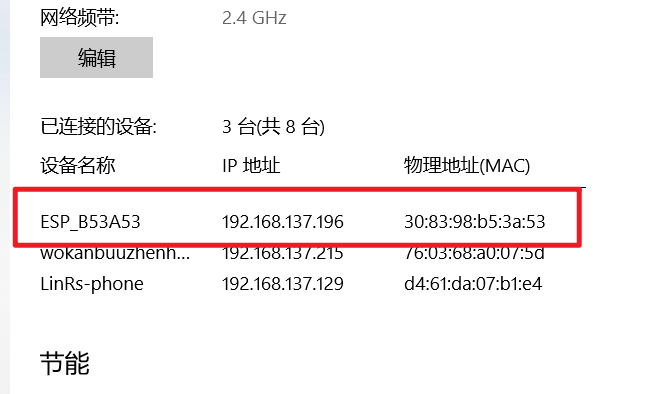 网络频带: 2.4 GHz
编辑
已连接的设备: 3 台(共 8 台)
设备名称 IP 地址 物理地址(MAC)
ESP_B53A53 192.168.137.196 30:83:98:b5:3a:53
wokanbuuzhenh... 192.168.137.215 76:03:68:a0:07:5d
LinRs-phone 192.168.137.129 d4:61:da:07:b1:e4
节能